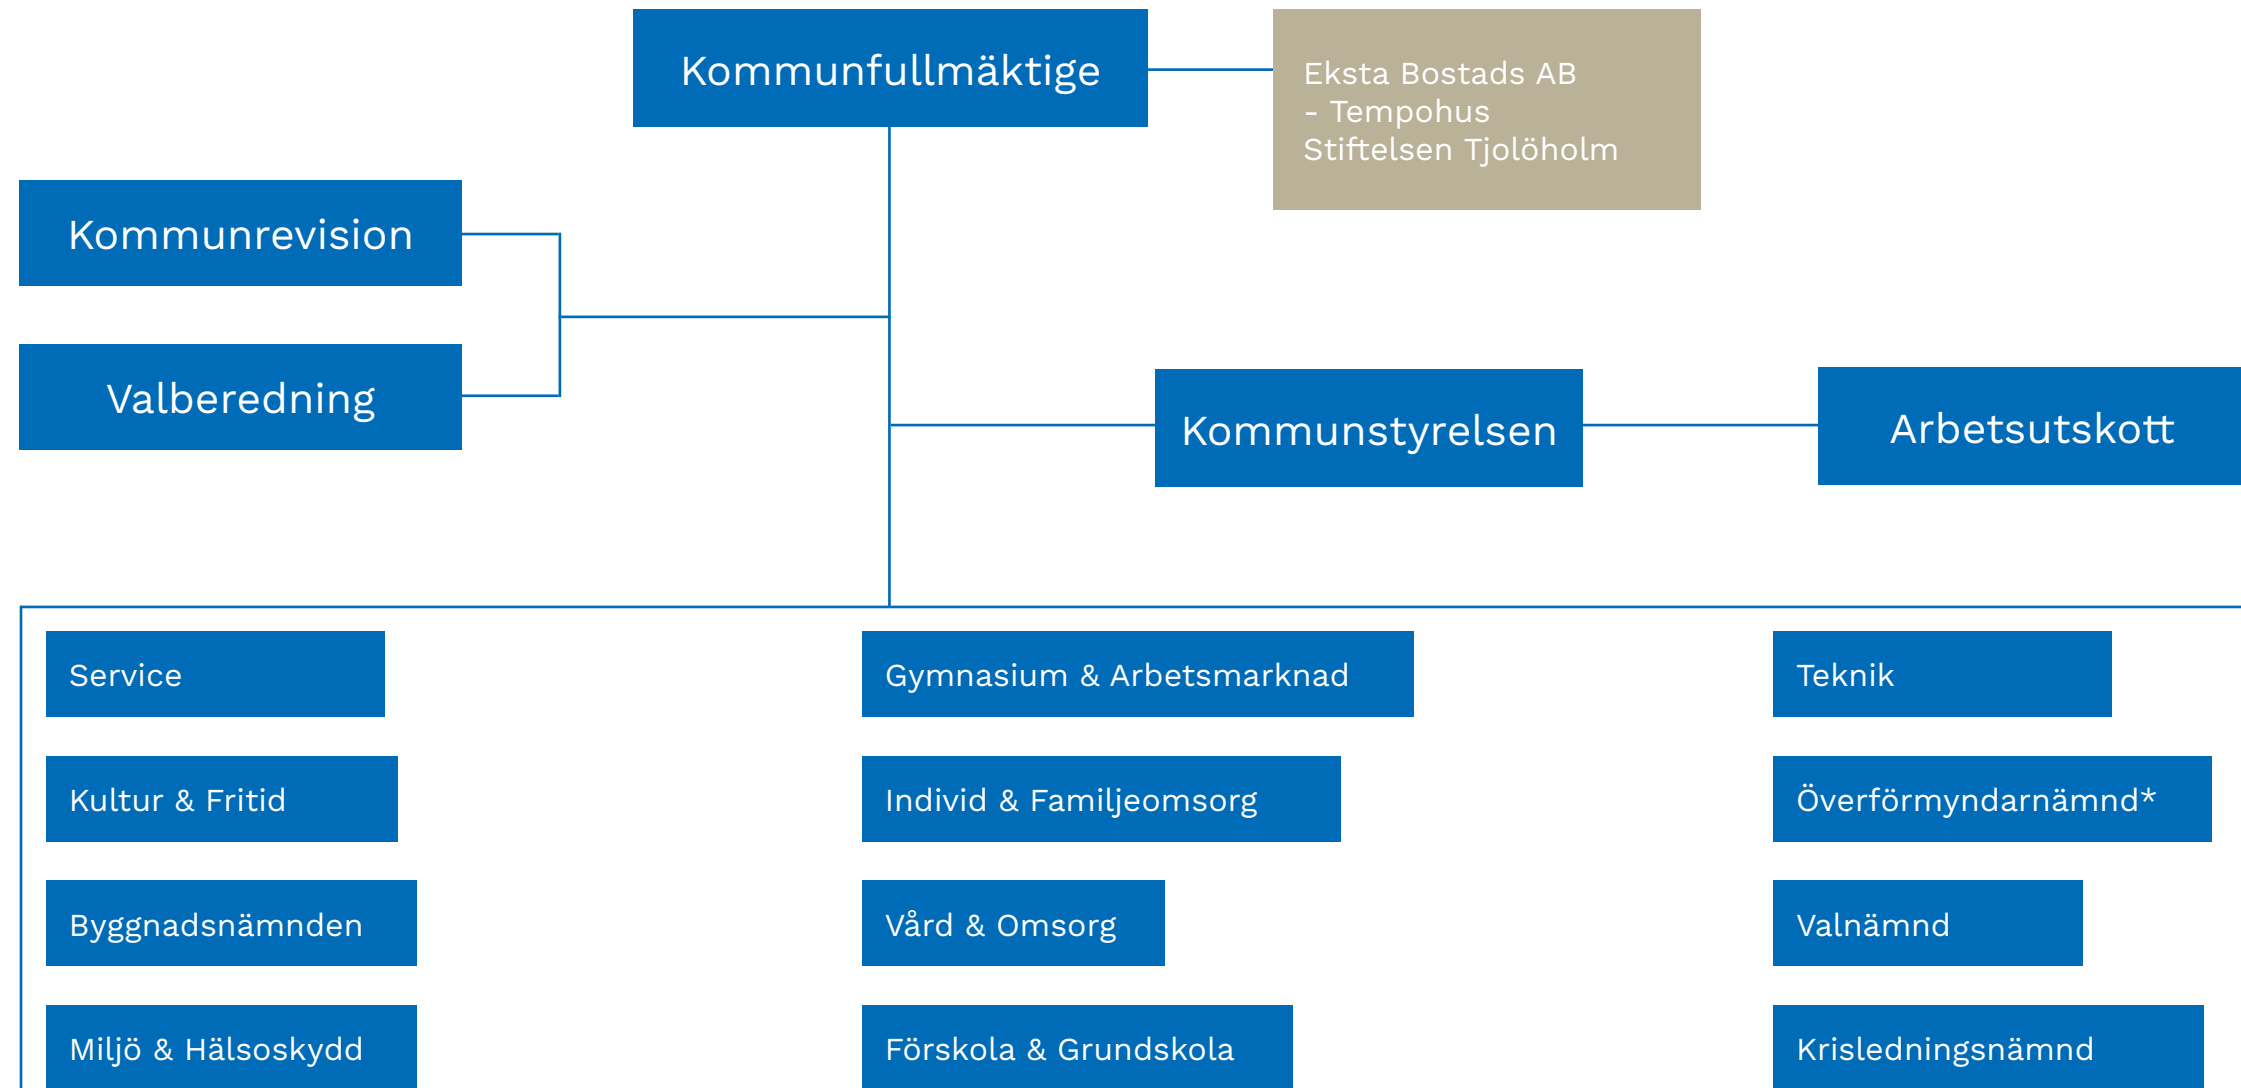 Kommunfullmäktige
Eksta Bostads AB
- Tempohus
Stiftelsen Tjolöholm
Kommunrevision
Valberedning
Kommunstyrelsen
Arbetsutskott
Service
Gymnasium & Arbetsmarknad
Teknik
Kultur & Fritid
Individ & Familjeomsorg
Överförmyndarnämnd*
Byggnadsnämnden
Vård & Omsorg
Valnämnd
Miljö & Hälsoskydd
Förskola & Grundskola
Krisledningsnämnd